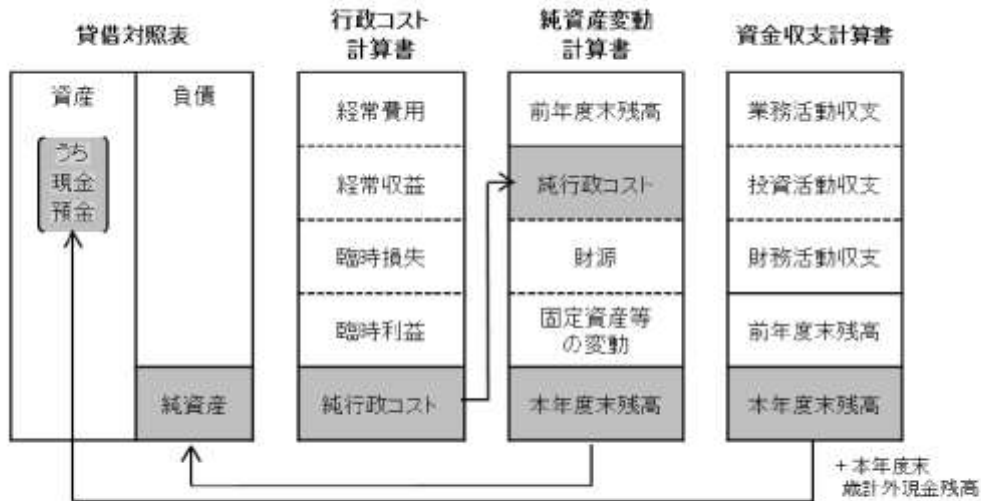 貸借対照表
資産
負債
うち
現金
預金
純資産
行政コスト
計算書
経常費用
経常収益
臨時損失
臨時利益
純行政コスト
純資産変動
計算書
前年度末残高
純行政コスト
財源
固定資産等
の変動
本年度末残高
資金収支計算書
業務活動収支
投資活動収支
財務活動収支
前年度末残高
本年度末残高
+本年度末
歳計外現金残高